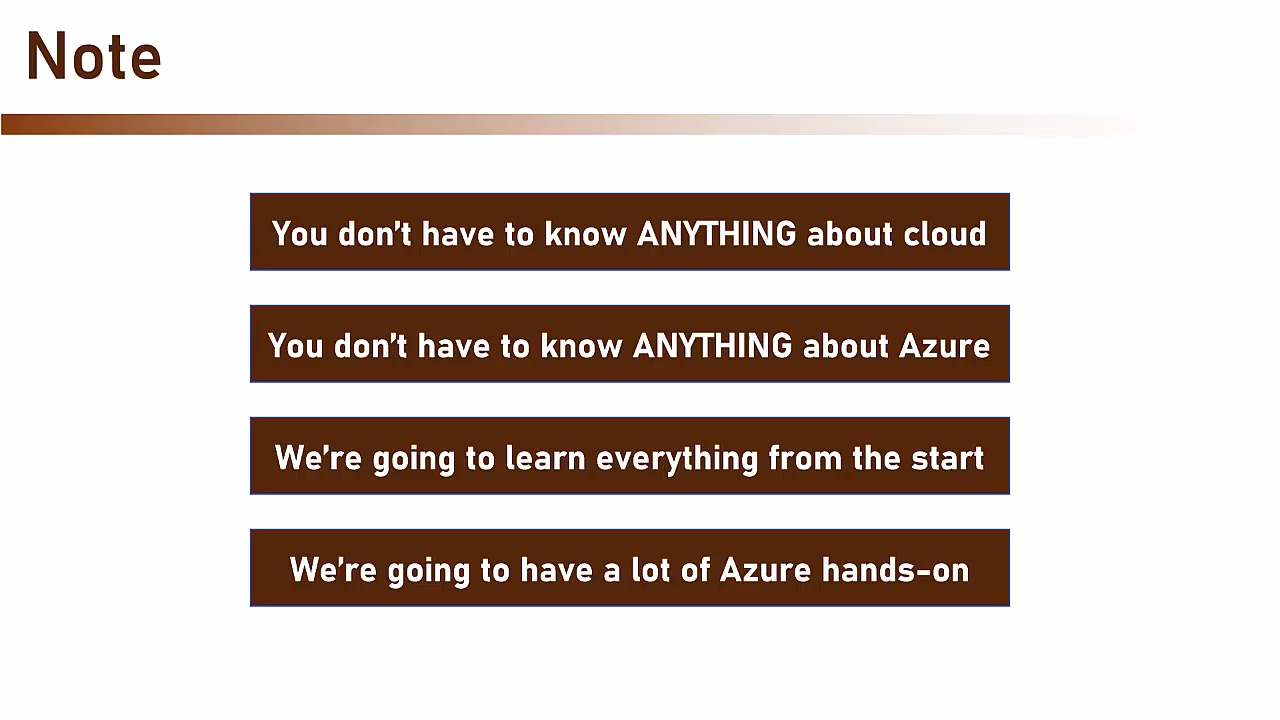 Note
You don't have to know ANYTHING about cloud
You don't have to know ANYTHING about Azure
We're going to learn everything from the start
We're going to have a lot of Azure hands-on